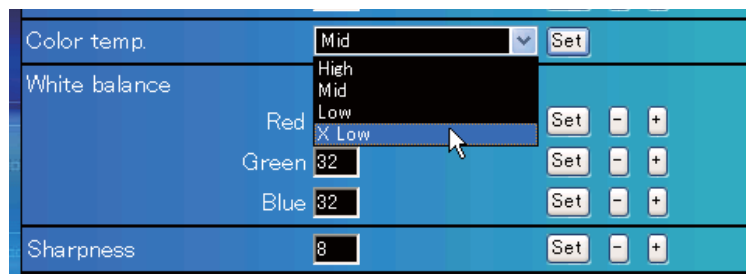 Color temp. Mid Set
High
White balance Mid
Low
Red Set - +
X Low
Green 32 Set - +
Blue 32 Set - +
Sharpness 8 Set - +